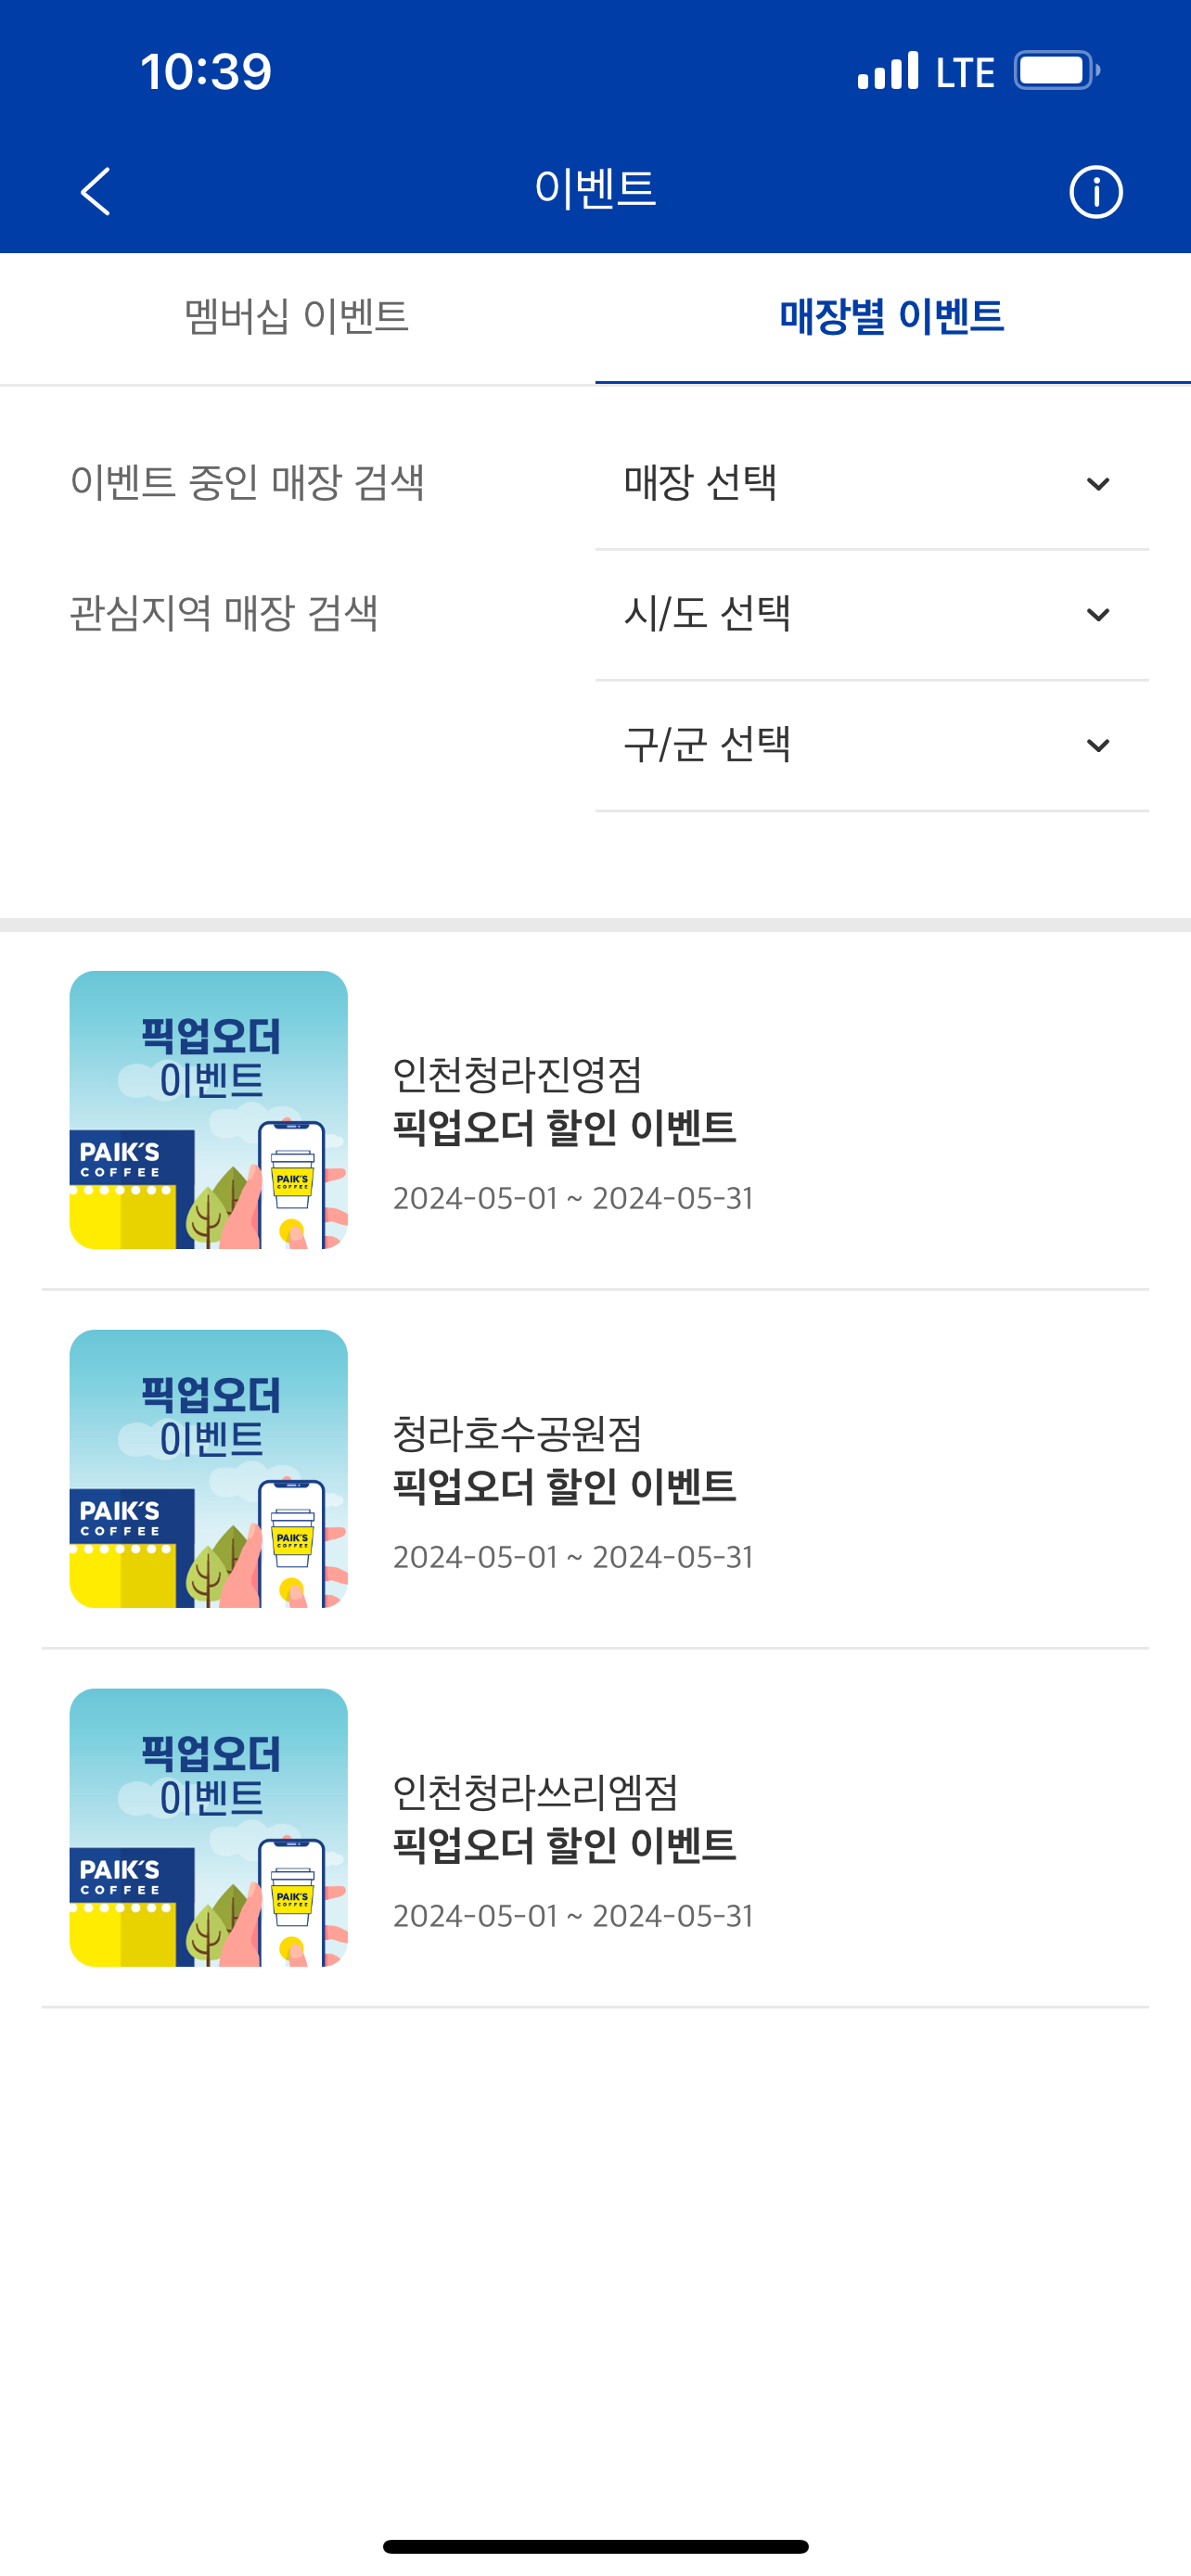 10:39
LTE
이벤트
멤버십 이벤트
매장별 이벤트
이벤트 중인 매장 검색
매장 선택
관심지역 매장 검색
시/도 선택
구/군 선택
픽업오더
이벤트
PAIK'S
COFFEE
PAIK'S
COFFEE
인천청라진영점
픽업오더 할인 이벤트
2024-05-01 ~ 2024-05-31
픽업오더
이벤트
PAIK'S
COFFEE
PAIK'S
COFFEE
청라호수공원점
픽업오더 할인 이벤트
2024-05-01 ~ 2024-05-31
픽업오더
이벤트
PAIK'S
COFFEE
PAIK'S
COFFEE
인천청라쓰리엠점
픽업오더 할인 이벤트
2024-05-01 ~ 2024-05-31